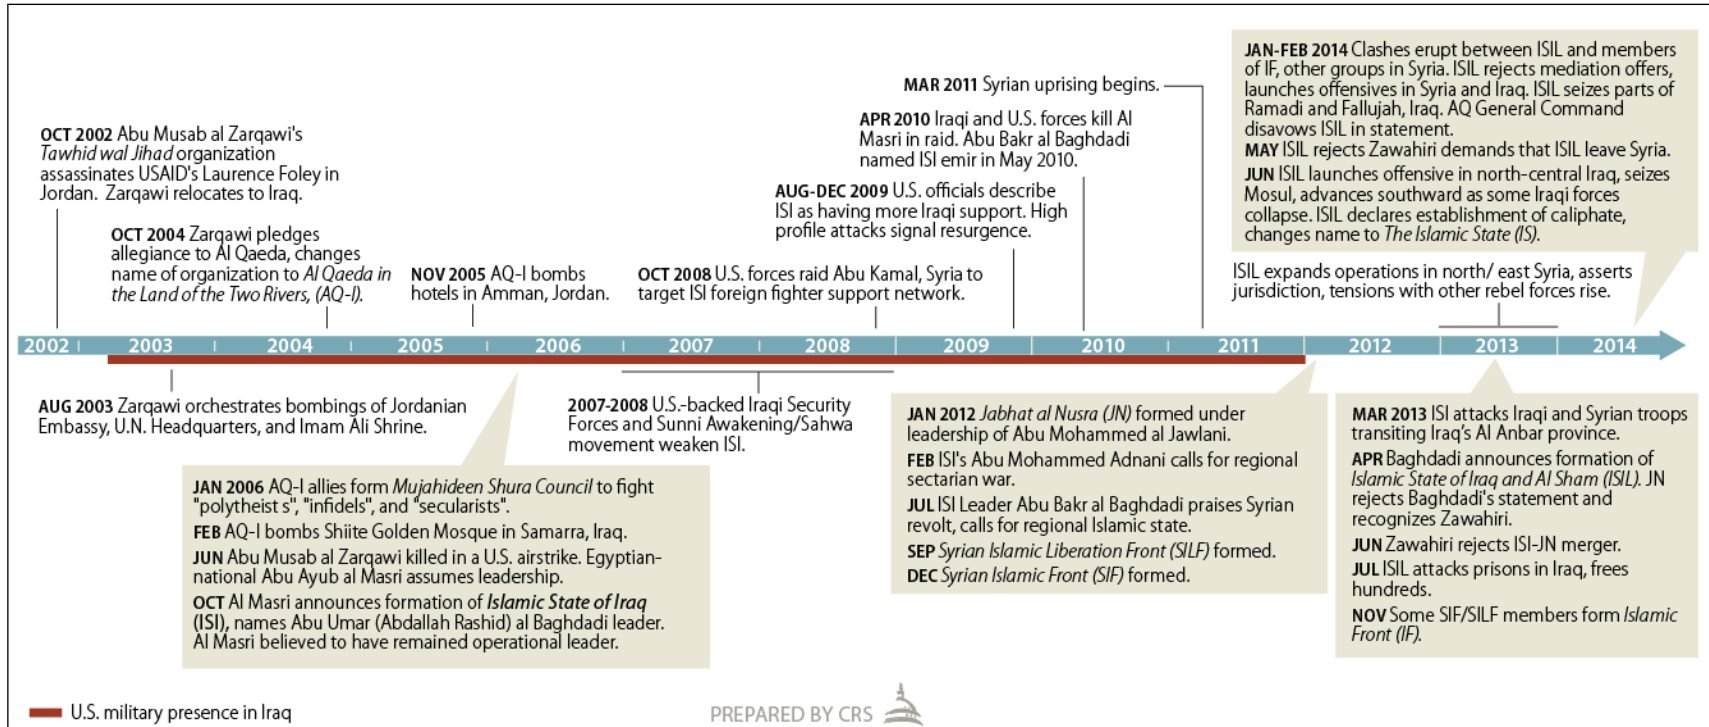 OCT 2002 Abu Musab al Zarqawi's
Tawhid wal Jihad organization
assassinates USAID's Laurence Foley in
Jordan. Zarqawi relocates to Iraq.
OCT 2004 Zarqawi pledges
allegiance to Al Qaeda, changes
name of organization to Al Qaeda in
the Land of the Two Rivers, (AQ-I).
NOV 2005 AQ-I bombs
hotels in Amman, Jordan.
OCT 2008 U.S. forces raid Abu Kamal, Syria to
target ISI foreign fighter support network.
AUG-DEC 2009 U.S. officials describe
ISI as having more Iraqi support. High
profile attacks signal resurgence.
APR 2010 Iraqi and U.S. forces kill Al
Masri in raid. Abu Bakr al Baghdadi
named ISI emir in May 2010.
MAR 2011 Syrian uprising begins.
JAN-FEB 2014 Clashes erupt between ISIL and members
of IF, other groups in Syria. ISIL rejects mediation offers,
launches offensives in Syria and Iraq. ISIL seizes parts of
Ramadi and Fallujah, Iraq. AQ General Command
disavows ISIL in statement.
MAY ISIL rejects Zawahiri demands that ISIL leave Syria.
JUN ISIL launches offensive in north-central Iraq, seizes
Mosul, advances southward as some Iraqi forces
collapse. ISIL declares establishment of caliphate,
changes name to The Islamic State (IS).
ISIL expands operations in north/ east Syria, asserts
jurisdiction, tensions with other rebel forces rise.
2002 2003 2004 2005 2006 2007 2008 2009 2010 2011 2012 2013 2014
AUG 2003 Zarqawi orchestrates bombings of Jordanian
Embassy, U.N. Headquarters, and Imam Ali Shrine.
JAN 2006 AQ-I allies form Mujahideen Shura Council to fight
"polytheist s", "infidels", and "secularists".
FEB AQ-I bombs Shiite Golden Mosque in Samarra, Iraq.
JUN Abu Musab al Zarqawi killed in a U.S. airstrike. Egyptian-
national Abu Ayub al Masri assumes leadership.
OCT Al Masri announces formation of Islamic State of Iraq
(ISI), names Abu Umar (Abdallah Rashid) al Baghdadi leader.
Al Masri believed to have remained operational leader.
2007-2008 U.S.-backed Iraqi Security
Forces and Sunni Awakening/Sahwa
movement weaken ISI.
JAN 2012 Jabhat al Nusra (JN) formed under
leadership of Abu Mohammed al Jawlani.
FEB ISI's Abu Mohammed Adnani calls for regional
sectarian war.
JUL ISI Leader Abu Bakr al Baghdadi praises Syrian
revolt, calls for regional Islamic state.
SEP Syrian Islamic Liberation Front (SILF) formed.
DEC Syrian Islamic Front (SIF) formed.
MAR 2013 ISI attacks Iraqi and Syrian troops
transiting Iraq's Al Anbar province.
APR Baghdadi announces formation of
Islamic State of Iraq and Al Sham (ISIL). JN
rejects Baghdadi's statement and
recognizes Zawahiri.
JUN Zawahiri rejects ISI-JN merger.
JUL ISIL attacks prisons in Iraq, frees
hundreds.
NOV Some SIF/SILF members form Islamic
Front (IF).
U.S. military presence in Iraq
PREPARED BY CRS